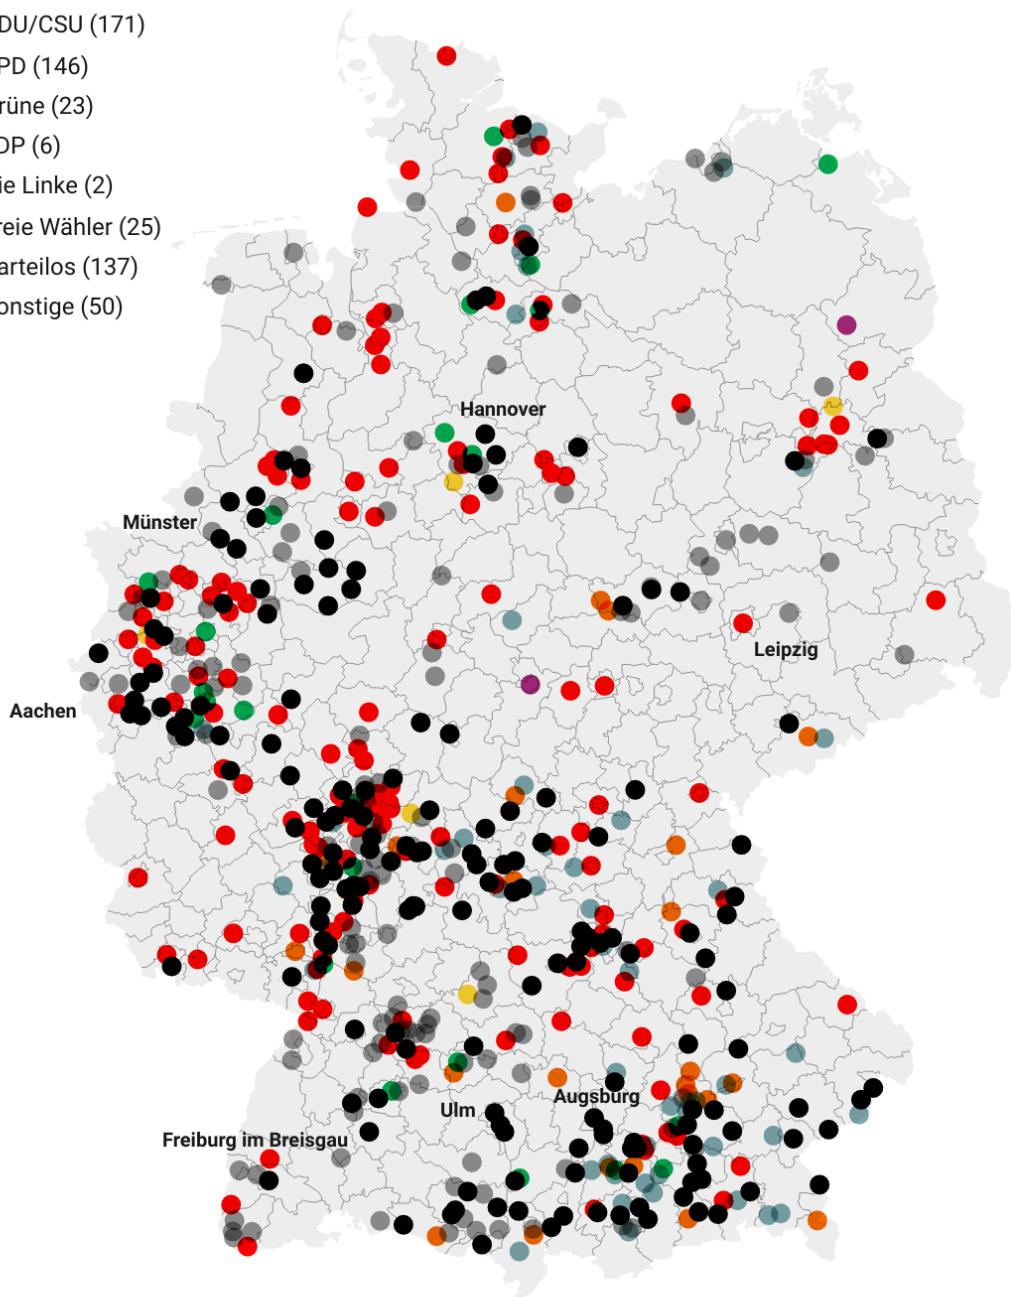 DU/CSU (171)
PD (146)
rüne (23)
DP (6)
ie Linke (2)
reie Wähler (25)
arteilos (137)
onstige (50)
Hannover
Münster
Leipzig
Aachen
Augsburg
Ulm
Freiburg im Breisgau